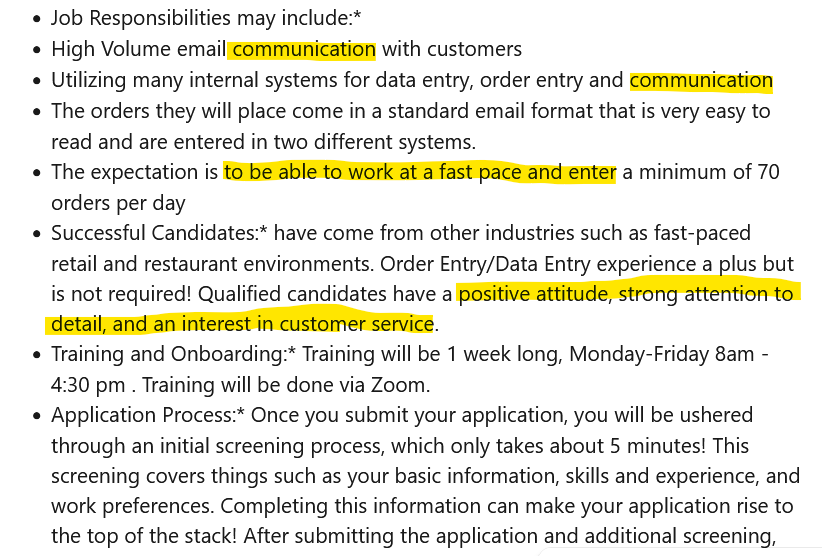 • Job Responsibilities may include:*
• High Volume email communication with customers
• Utilizing many internal systems for data entry, order entry and communication
• The orders they will place come in a standard email format that is very easy to
read and are entered in two different systems.
• The expectation is to be able to work at a fast pace and enter a minimum of 70
orders per day
• Successful Candidates:* have come from other industries such as fast-paced
retail and restaurant environments. Order Entry/Data Entry experience a plus but
is not required! Qualified candidates have a positive attitude, strong attention to
detail, and an interest in customer service.
• Training and Onboarding:* Training will be 1 week long, Monday-Friday 8am -
4:30 pm . Training will be done via Zoom.
• Application Process:* Once you submit your application, you will be ushered
through an initial screening process, which only takes about 5 minutes! This
screening covers things such as your basic information, skills and experience, and
work preferences. Completing this information can make your application rise to
the top of the stack! After submitting the application and additional screening,